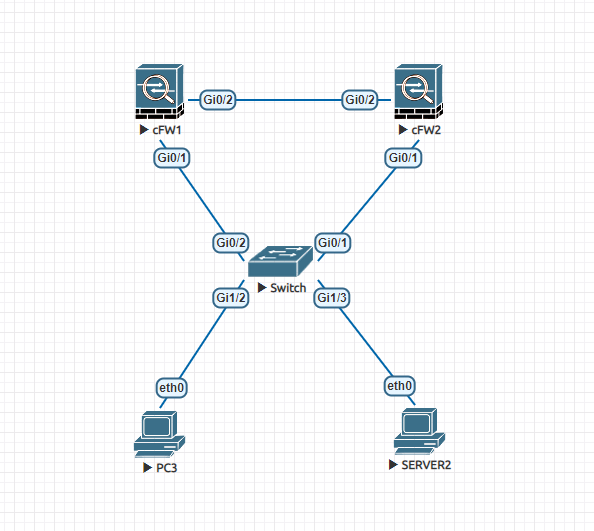 Gi0/2
Gi0/2
cFW1
cFW2
Gi0/1
Gi0/1
Gi0/2
Gi0/1
Switch
Gi1/2
Gi1/3
eth0
eth0
PC3
SERVER2